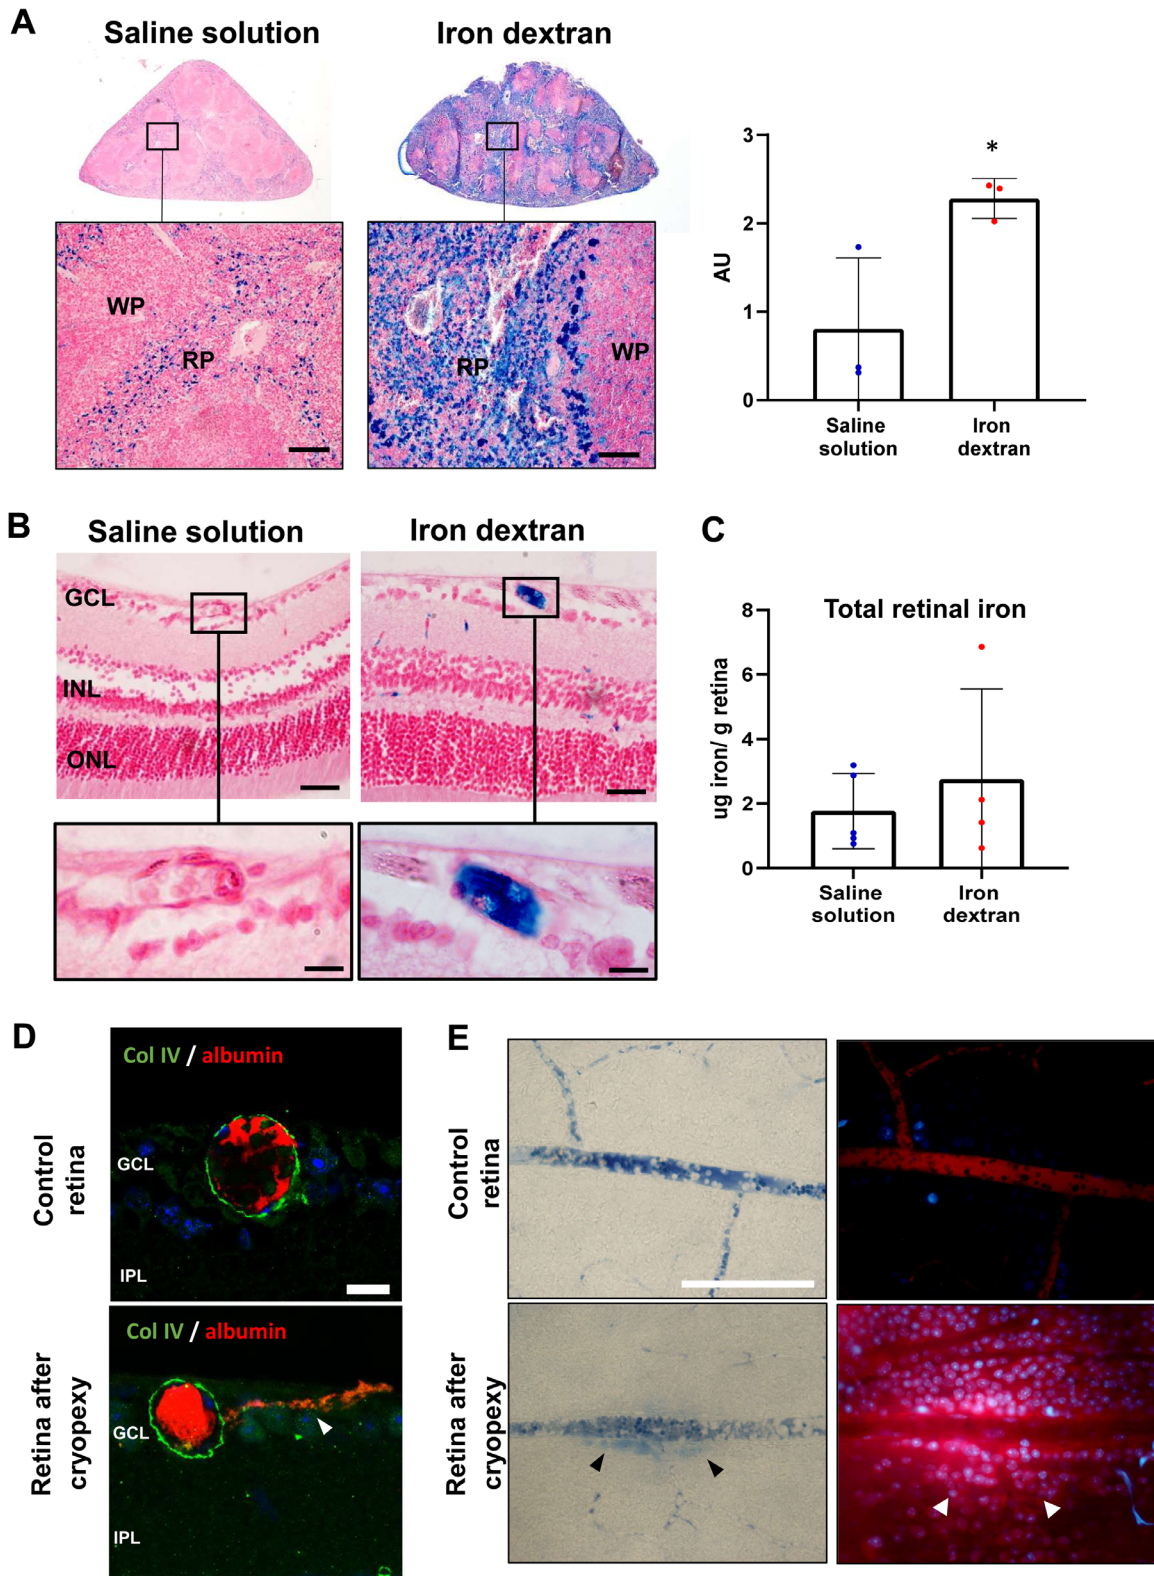 A
Saline solution
Iron dextran
WP
RP
RP
WP
AU
3
2
1
0
*
Saline
solution
Iron
dextran
B
Saline solution
Iron dextran
GCL
INL
ONL
C
Total retinal iron
ug iron/ g retina
8
6
4
2
0
Saline
solution
Iron
dextran
D
Control
retina
Col IV / albumin
GCL
IPL
Retina after
cryopexy
Col IV / albumin
GCL
IPL
E
Control
retina
Retina after
cryopexy